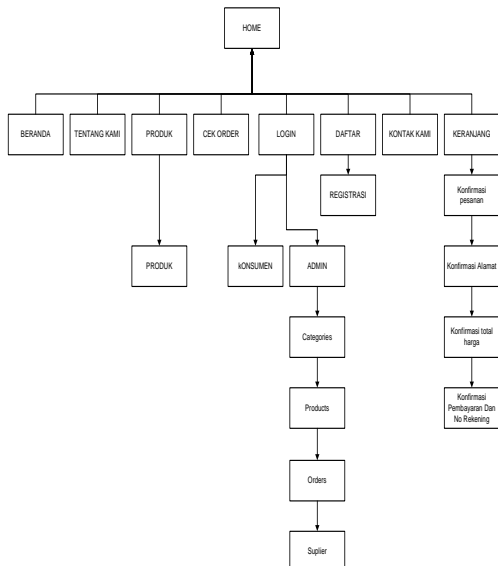 HOME
BERANDA
TENTANG KAMI
PRODUK
CEK ORDER
LOGIN
DAFTAR
KONTAK KAMI
KERANJANG
REGISTRASI
Konfirmasi
pesanan
PRODUK
kONSUMEN
ADMIN
Konfirmasi Alamat
Categories
Konfirmasi total
harga
Products
Konfirmasi
Pembayaran Dan
No Rekening
Orders
Suplier